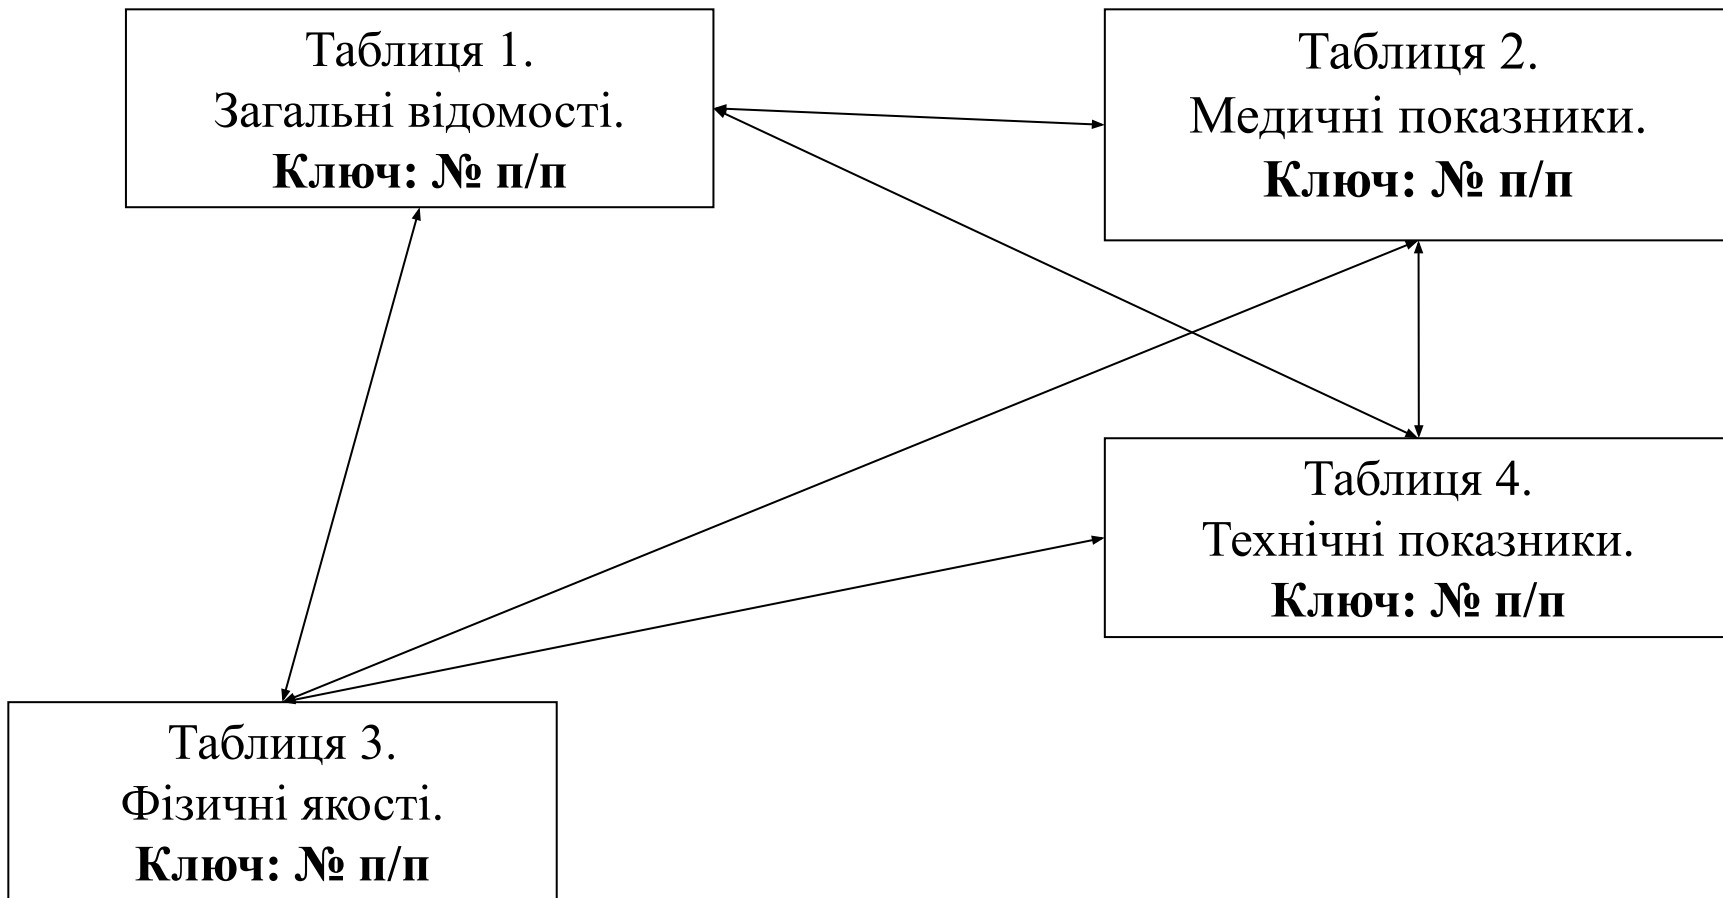 Таблиця 1.
Загальні відомості.
Ключ: № п/п
Таблиця 2.
Медичні показники.
Ключ: № п/п
Таблиця 4.
Технічні показники.
Ключ: № п/п
Таблиця 3.
Фізичні якості.
Ключ: № п/п